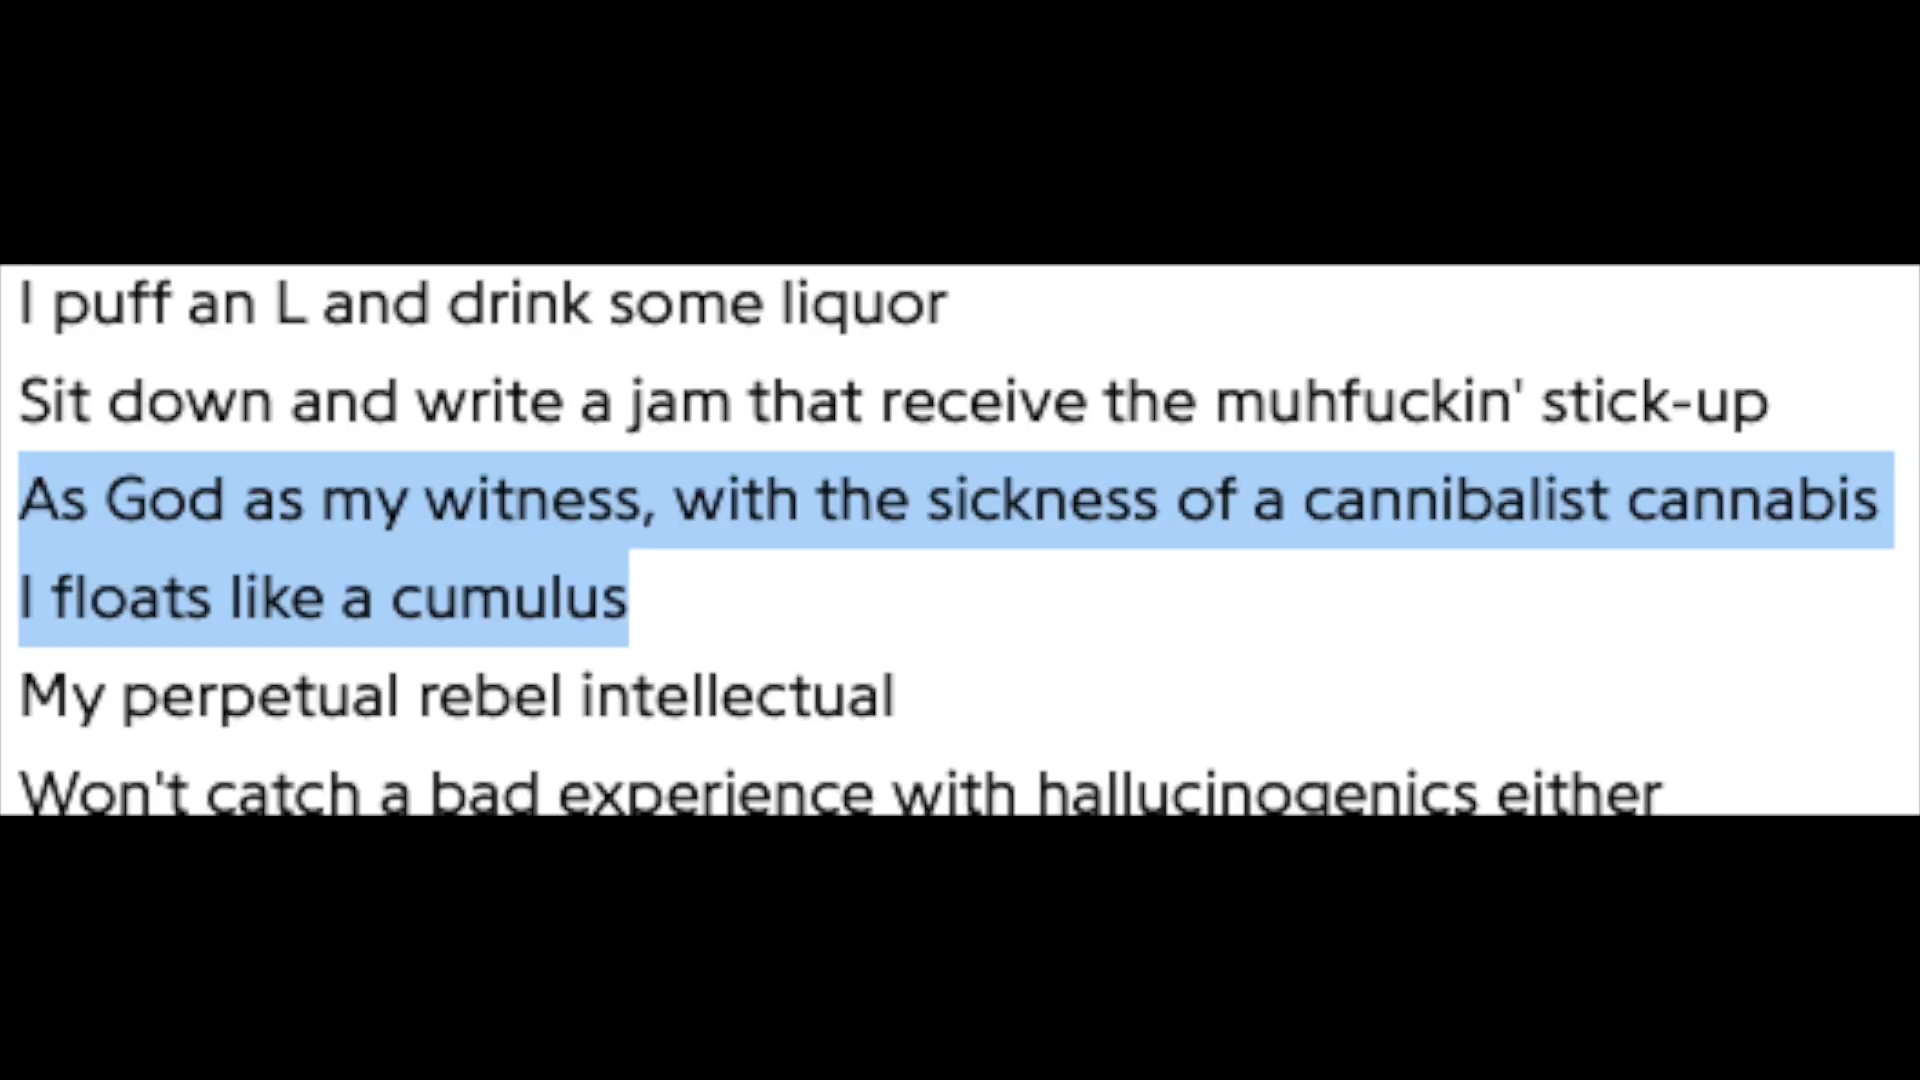 I puff an L and drink some liquor
Sit down and write a jam that receive the muhfuckin' stick-up
As God as my witness, with the sickness of a cannibalist cannabis
I floats like a cumulus
My perpetual rebel intellectual
Won't catch a bad experience with hallucinogenics either